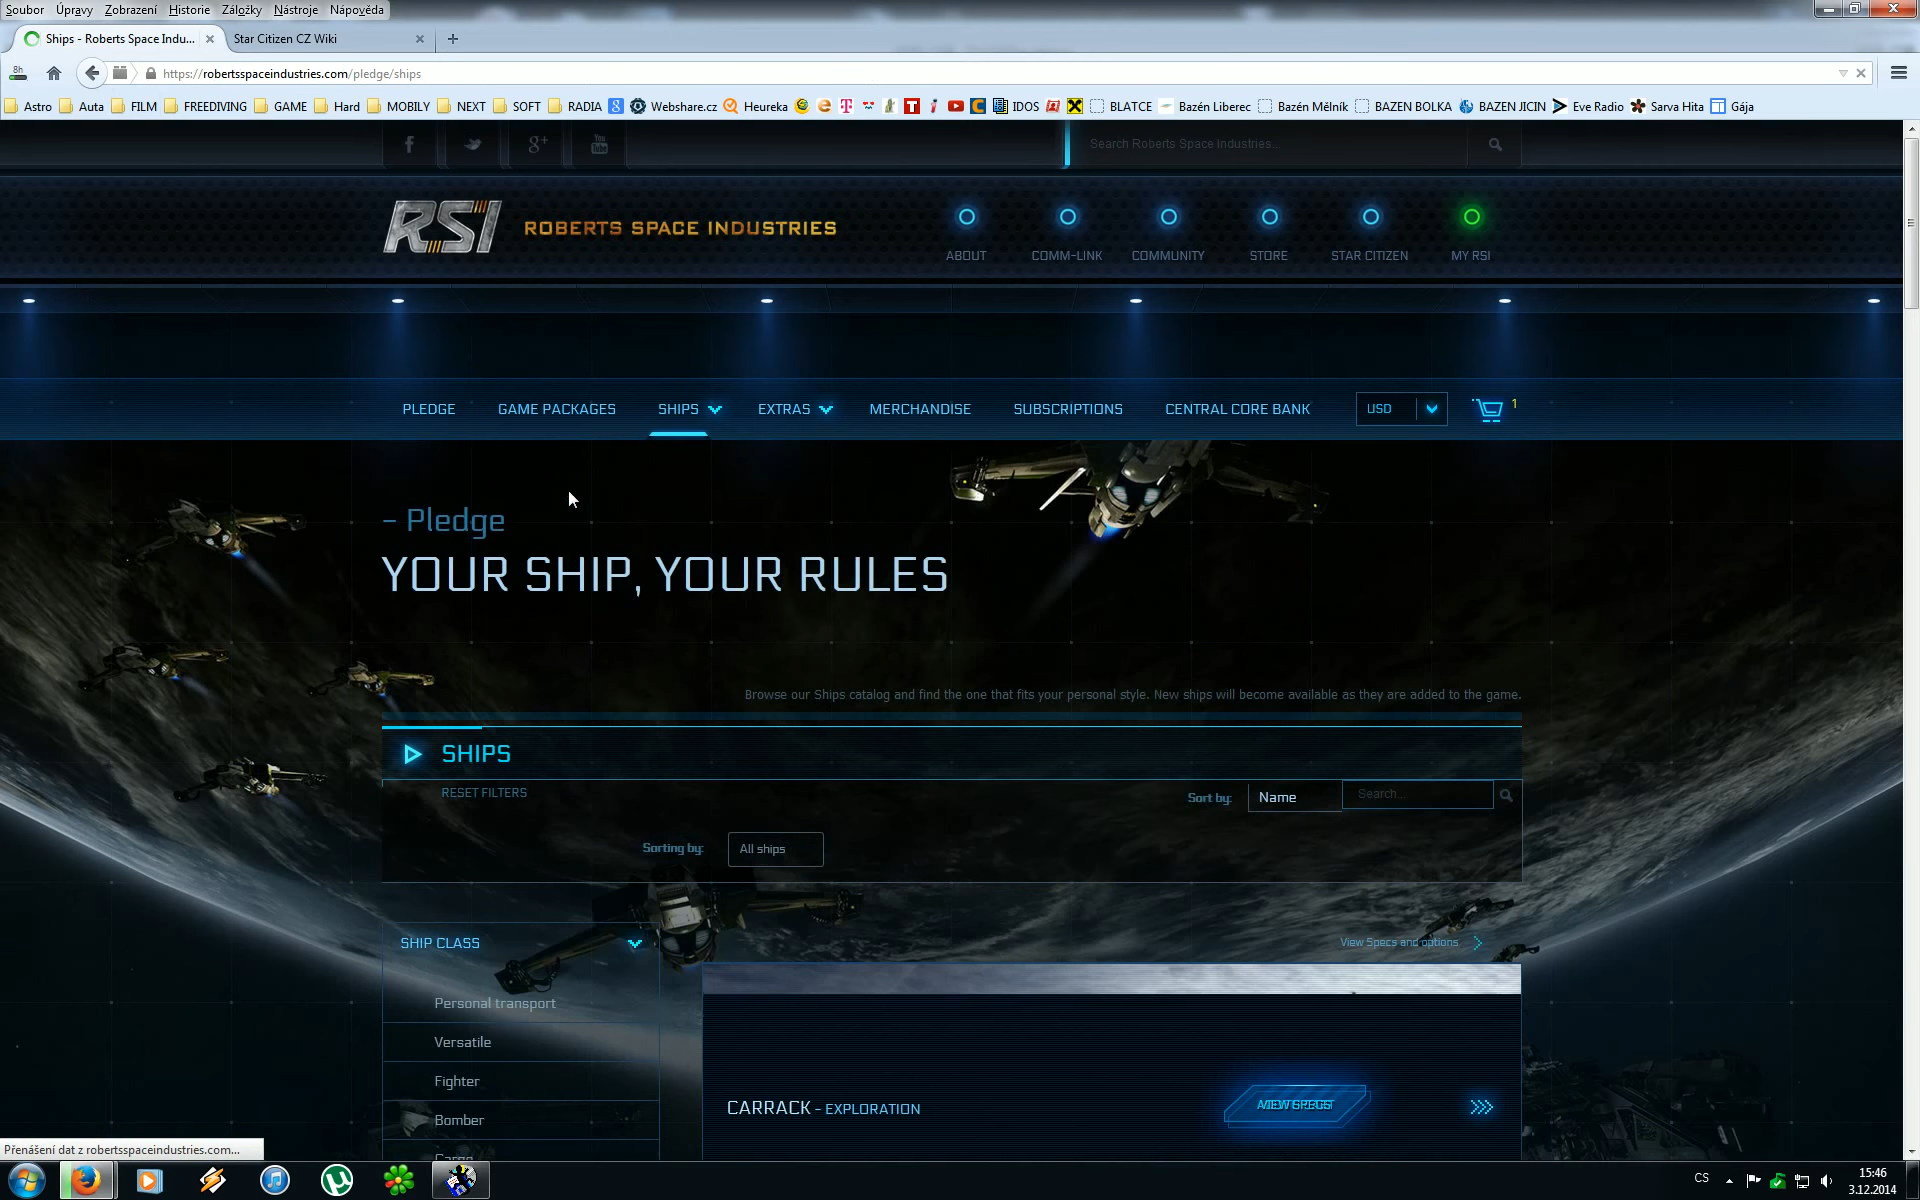 Soubor Úpravy Zobrazení Historie Záložky Nástroje Nápověda
Ships - Roberts Space Indu... Star Citizen CZ Wiki
8h https://robertsspaceindustries.com/pledge/ships
Astro Auta FILM FREEDIVING GAME Hard MOBILY NEXT SOFT RADIA Webshare.cz Heureka IDOS BLATCE Bazén Liberec Bazén Mělník BAZEN BOLKA BAZEN JICIN Eve Radio Sarva Hita Gája
Search Roberts Space Industries...
RSI ROBERTS SPACE INDUSTRIES
ABOUT COMM-LINK COMMUNITY STORE STAR CITIZEN MY RSI
PLEDGE GAME PACKAGES SHIPS EXTRAS MERCHANDISE SUBSCRIPTIONS CENTRAL CORE BANK USD 1
- Pledge
YOUR SHIP, YOUR RULES
Browse our Ships catalog and find the one that fits your personal style. New ships will become available as they are added to the game.
SHIPS
RESET FILTERS Sort by: Name Search...
Sorting by: All ships
SHIP CLASS View Specs and options
Personal transport
Versatile
Fighter
CARRACK - EXPLORATION
Bomber
Cargo
Přenášení dat z robertsspaceindustries.com...
CS 15:46
3.12.2014